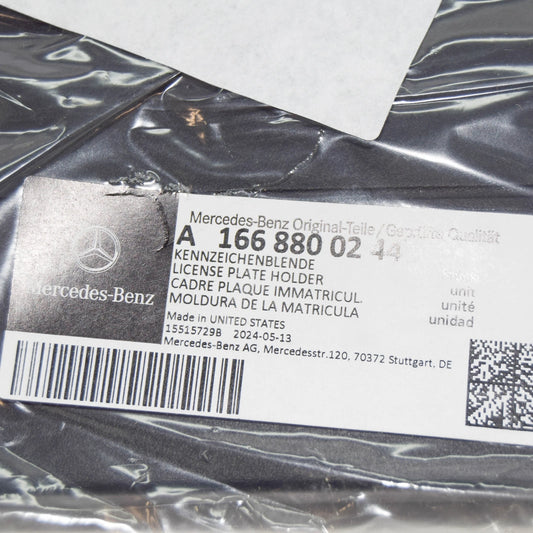 Mercedes-Benz Original-Teile / Geprüfte Qualität
A 166 880 02 44
KENNZEICHENBLENDE
LICENSE PLATE HOLDER
CADRE PLAQUE IMMATRICUL.
MOLDURA DE LA MATRICULA
unit
unité
unidad
Made in UNITED STATES
15515729B 2024-05-13
Mercedes-Benz AG, Mercedesstr.120, 70372 Stuttgart, DE
Mercedes-Benz